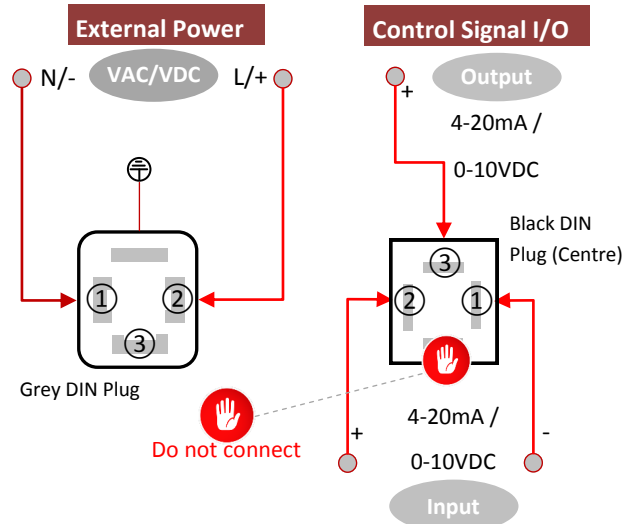 External Power
N/-
VAC/VDC
L/+
1
2
3
Grey DIN Plug
Do not connect
Control Signal I/O
Output
+
4-20mA /
0-10VDC
Black DIN
Plug (Centre)
3
2
1
+
4-20mA /
-
0-10VDC
Input